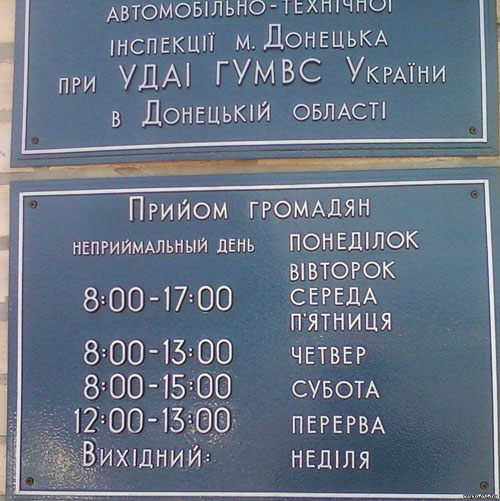 АВТОМОБІЛЬНО-ТЕХНІЧНОЇ
ІНСПЕКЦІЇ м. ДОНЕЦЬКА
ПРИ УДАІ ГУМВС УКРАЇНИ
В ДОНЕЦЬКІЙ ОБЛАСТІ
ПРИЙОМ ГРОМАДЯН
НЕПРИЙМАЛЬНЫЙ ДЕНЬ ПОНЕДІЛОК
ВІВТОРОК
8:00-17:00 СЕРЕДА
П'ЯТНИЦЯ
8:00-13:00 ЧЕТВЕР
8:00-15:00 СУБОТА
12:00-13:00 ПЕРЕРВА
ВИХІДНИЙ: НЕДІЛЯ